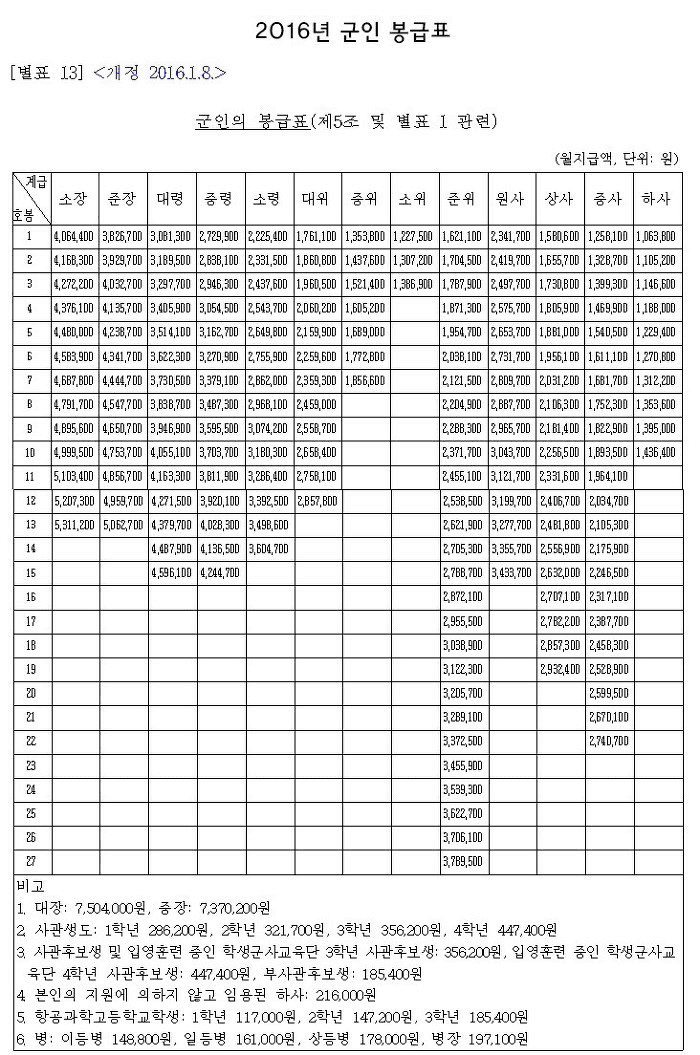 2016년 군인 봉급표
[별표 13] <개정 2016.1.8.>
군인의 봉급표(제5조 및 별표 1 관련)
(월지급액, 단위: 원)
계급 호봉 소장 준장 대령 중령 소령 대위 중위 소위 준위 원사 상사 중사 하사
1 4,064,400 3,826,700 3,081,300 2,729,900 2,225,400 1,761,100 1,353,800 1,227,500 1,621,100 2,341,700 1,580,600 1,258,100 1,063,800
2 4,168,300 3,929,700 3,189,500 2,838,100 2,331,500 1,860,800 1,437,600 1,307,200 1,704,500 2,419,700 1,655,700 1,328,700 1,105,200
3 4,272,200 4,032,700 3,297,700 2,946,300 2,437,600 1,960,500 1,521,400 1,386,900 1,787,900 2,497,700 1,730,800 1,399,300 1,146,600
4 4,376,100 4,135,700 3,405,900 3,054,500 2,543,700 2,060,200 1,605,200 1,871,300 2,575,700 1,805,900 1,469,900 1,188,000
5 4,480,000 4,238,700 3,514,100 3,162,700 2,649,800 2,159,900 1,689,000 1,954,700 2,653,700 1,881,000 1,540,500 1,229,400
6 4,583,900 4,341,700 3,622,300 3,270,900 2,755,900 2,259,600 1,772,800 2,038,100 2,731,700 1,956,100 1,611,100 1,270,800
7 4,687,800 4,444,700 3,730,500 3,379,100 2,862,000 2,359,300 1,856,600 2,121,500 2,809,700 2,031,200 1,681,700 1,312,200
8 4,791,700 4,547,700 3,838,700 3,487,300 2,968,100 2,459,000 2,204,900 2,887,700 2,106,300 1,752,300 1,353,600
9 4,895,600 4,650,700 3,946,900 3,595,500 3,074,200 2,558,700 2,288,300 2,965,700 2,181,400 1,822,900 1,395,000
10 4,999,500 4,753,700 4,055,100 3,703,700 3,180,300 2,658,400 2,371,700 3,043,700 2,256,500 1,893,500 1,436,400
11 5,103,400 4,856,700 4,163,300 3,811,900 3,286,400 2,758,100 2,455,100 3,121,700 2,331,600 1,964,100
12 5,207,300 4,959,700 4,271,500 3,920,100 3,392,500 2,857,800 2,538,500 3,199,700 2,406,700 2,034,700
13 5,311,200 5,062,700 4,379,700 4,028,300 3,498,600 2,621,900 3,277,700 2,481,800 2,105,300
14 4,487,900 4,136,500 3,604,700 2,705,300 3,355,700 2,556,900 2,175,900
15 4,596,100 4,244,700 2,788,700 3,433,700 2,632,000 2,246,500
16 2,872,100 2,707,100 2,317,100
17 2,955,500 2,782,200 2,387,700
18 3,038,900 2,857,300 2,458,300
19 3,122,300 2,932,400 2,528,900
20 3,205,700 2,599,500
21 3,289,100 2,670,100
22 3,372,500 2,740,700
23 3,455,900
24 3,539,300
25 3,622,700
26 3,706,100
27 3,789,500
비고
1. 대장: 7,504,000원, 중장: 7,370,200원
2. 사관생도: 1학년 286,200원, 2학년 321,700원, 3학년 356,200원, 4학년 447,400원
3. 사관후보생 및 입영훈련 중인 학생군사교육단 3학년 사관후보생: 356,200원, 입영훈련 중인 학생군사교
육단 4학년 사관후보생: 447,400원, 부사관후보생: 185,400원
4. 본인의 지원에 의하지 않고 임용된 하사: 216,000원
5. 항공과학고등학교학생: 1학년 117,000원, 2학년 147,200원, 3학년 185,400원
6. 병: 이등병 148,800원, 일등병 161,000원, 상등병 178,000원, 병장 197,100원